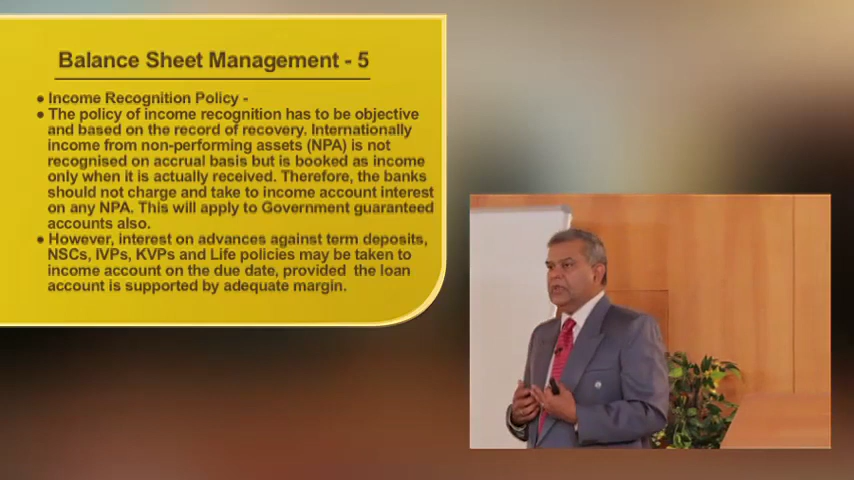 Balance Sheet Management - 5
● Income Recognition Policy -
● The policy of income recognition has to be objective
and based on the record of recovery. Internationally
income from non-performing assets (NPA) is not
recognised on accrual basis but is booked as income
only when it is actually received. Therefore, the banks
should not charge and take to income account interest
on any NPA. This will apply to Government guaranteed
accounts also.
● However, interest on advances against term deposits,
NSCs, IVPs, KVPs and Life policies may be taken to
income account on the due date, provided the loan
account is supported by adequate margin.